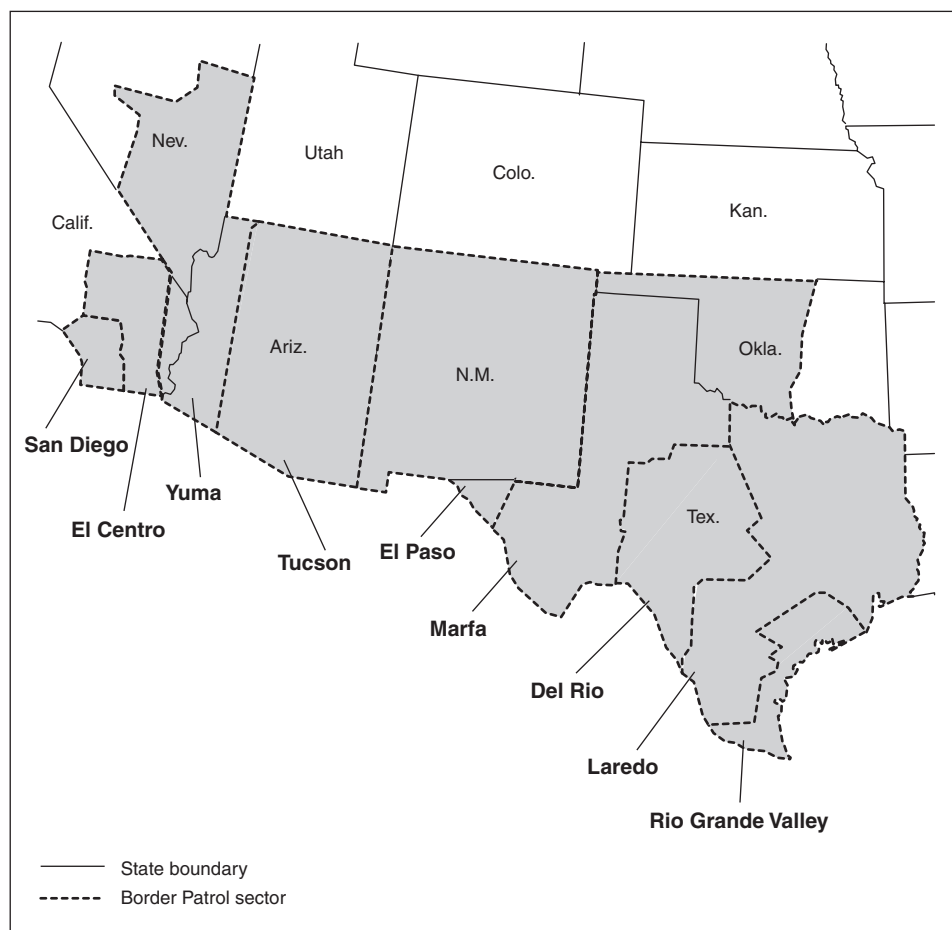 Nev.
Utah
Colo.
Kan.
Calif.
Ariz.
N.M.
Okla.
San Diego
Yuma
El Centro
Tucson
El Paso
Tex.
Marfa
Del Rio
Laredo
Rio Grande Valley
State boundary
Border Patrol sector